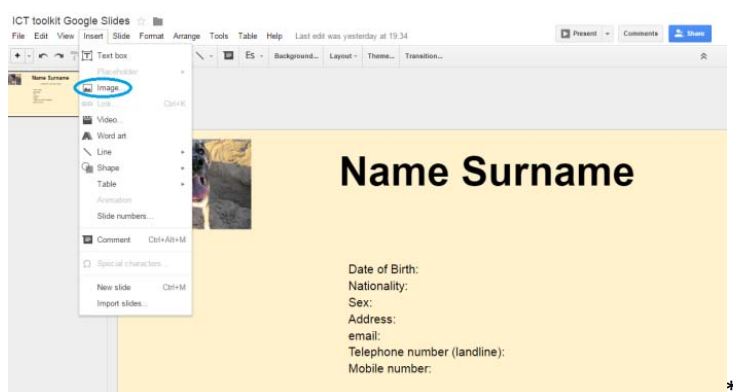 ICT toolkit Google Slides
File Edit View Insert Slide Format Arrange Tools Table Help Last edit was yesterday at 19:34
Present Comments Share
Es Background... Layout Theme... Transition...
Text box
Placeholder
Image...
Link... Ctrl+K
Video...
Word art
Line
Shape
Table
Animation
Slide numbers...
Comment Ctrl+Alt+M
Special characters...
New slide Ctrl+M
Import slides...
Name Surname
Name Surname
Date of Birth:
Nationality:
Sex:
Address:
email:
Telephone number (landline):
Mobile number:
*